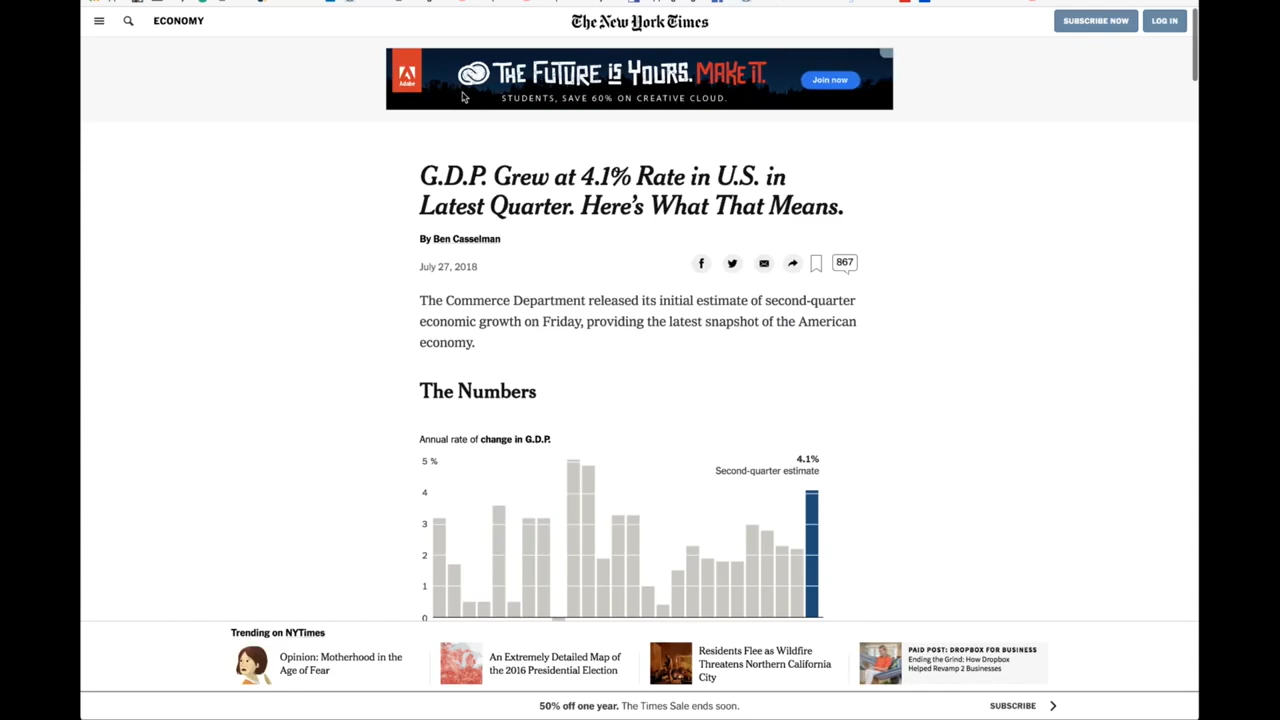 ECONOMY
The New York Times
SUBSCRIBE NOW
LOG IN
Adobe
THE FUTURE IS YOURS. MAKE IT.
STUDENTS, SAVE 60% ON CREATIVE CLOUD.
Join now
G.D.P. Grew at 4.1% Rate in U.S. in
Latest Quarter. Here's What That Means.
By Ben Casselman
July 27, 2018
867
The Commerce Department released its initial estimate of second-quarter
economic growth on Friday, providing the latest snapshot of the American
economy.
The Numbers
Annual rate of change in G.D.P.
5 %
4.1%
Second-quarter estimate
4
3
2
1
0
Trending on NYTimes
Opinion: Motherhood in the
Age of Fear
An Extremely Detailed Map of
the 2016 Presidential Election
Residents Flee as Wildfire
Threatens Northern California
City
PAID POST: DROPBOX FOR BUSINESS
Ending the Grind: How Dropbox
Helped Revamp 2 Businesses
50% off one year. The Times Sale ends soon.
SUBSCRIBE